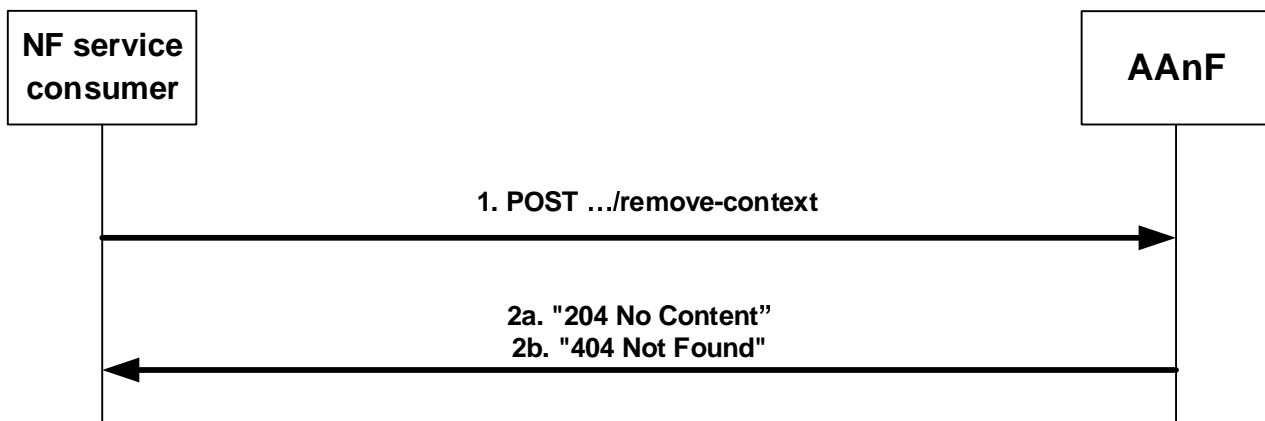 NF service
consumer
AAnF
1. POST …/remove-context
2a. "204 No Content”
2b. "404 Not Found"